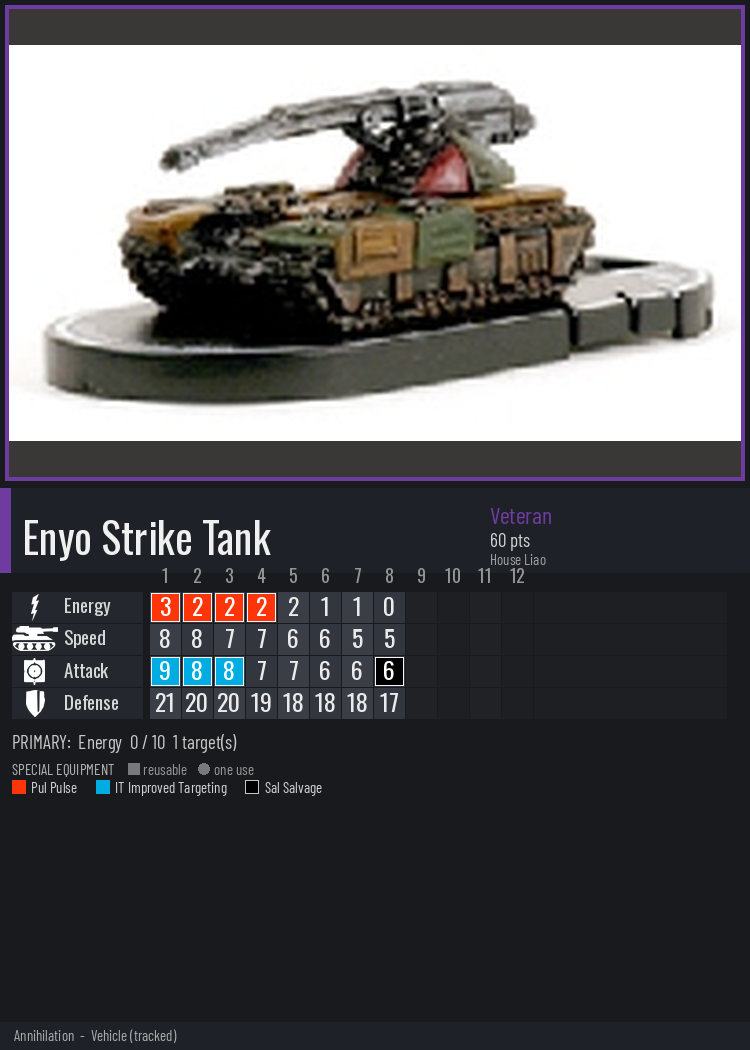 Enyo Strike Tank
Veteran
60 pts
House Liao
1 2 3 4 5 6 7 8 9 10 11 12
Energy 3 2 2 2 2 1 1 0
Speed 8 8 7 7 6 6 5 5
Attack 9 8 8 7 7 6 6 6
Defense 21 20 20 19 18 18 18 17
PRIMARY: Energy 0 / 10 1 target(s)
SPECIAL EQUIPMENT reusable one use
Pul Pulse IT Improved Targeting Sal Salvage
Annihilation - Vehicle (tracked)